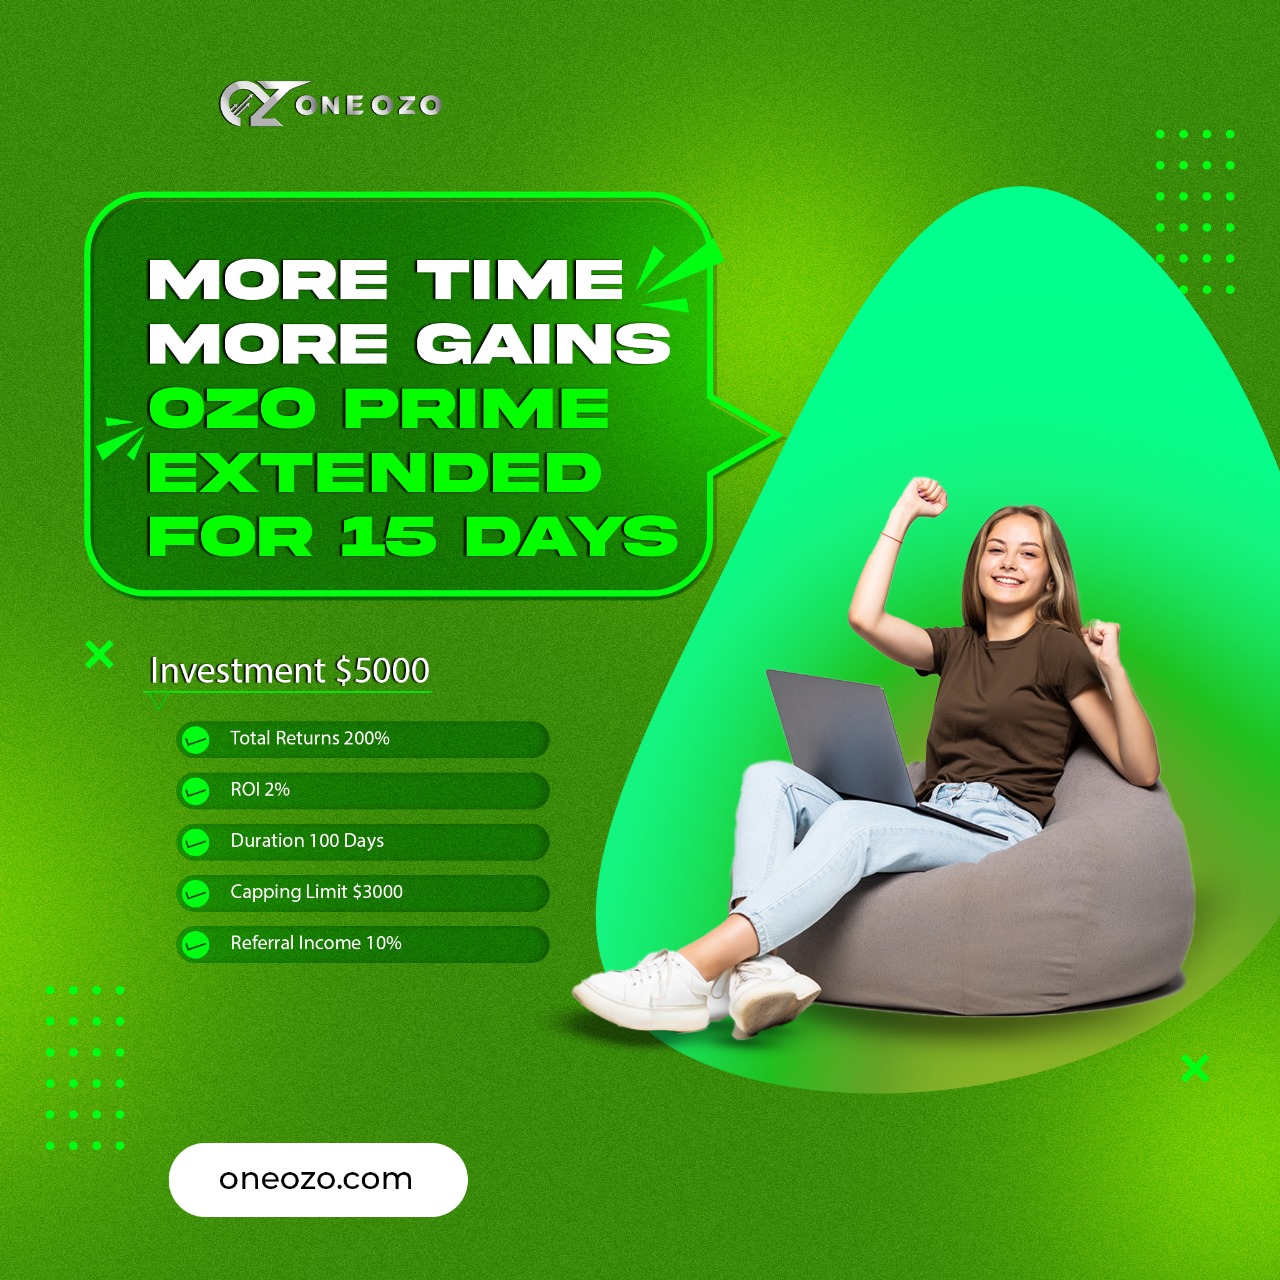 ONEOZO
MORE TIME
MORE GAINS
OZO PRIME
EXTENDED
FOR 15 DAYS
Investment $5000
Total Returns 200%
ROI 2%
Duration 100 Days
Capping Limit $3000
Referral Income 10%
oneozo.com